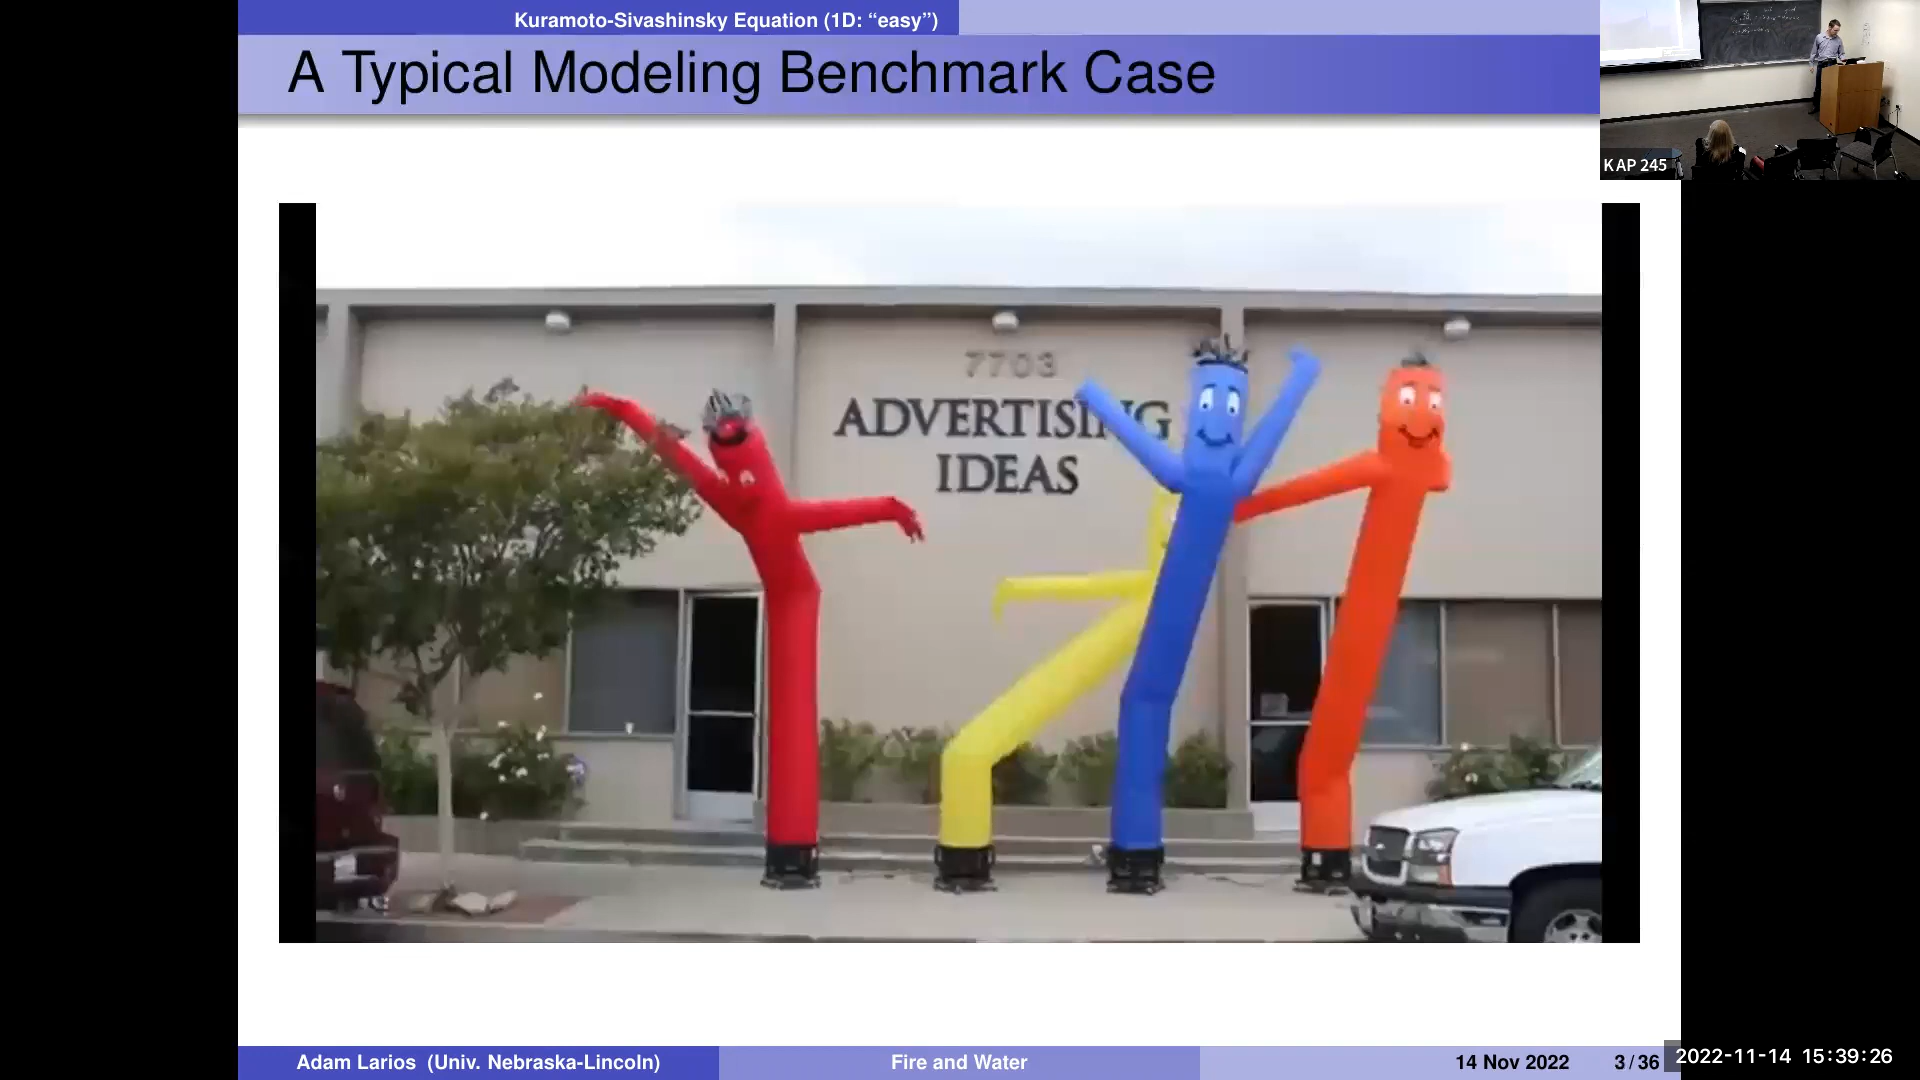 Kuramoto-Sivashinsky Equation (1D: “easy”)
A Typical Modeling Benchmark Case
KAP 245
7703
ADVERTISING
IDEAS
Adam Larios (Univ. Nebraska-Lincoln)
Fire and Water
14 Nov 2022
3 / 36
2022-11-14 15:39:26